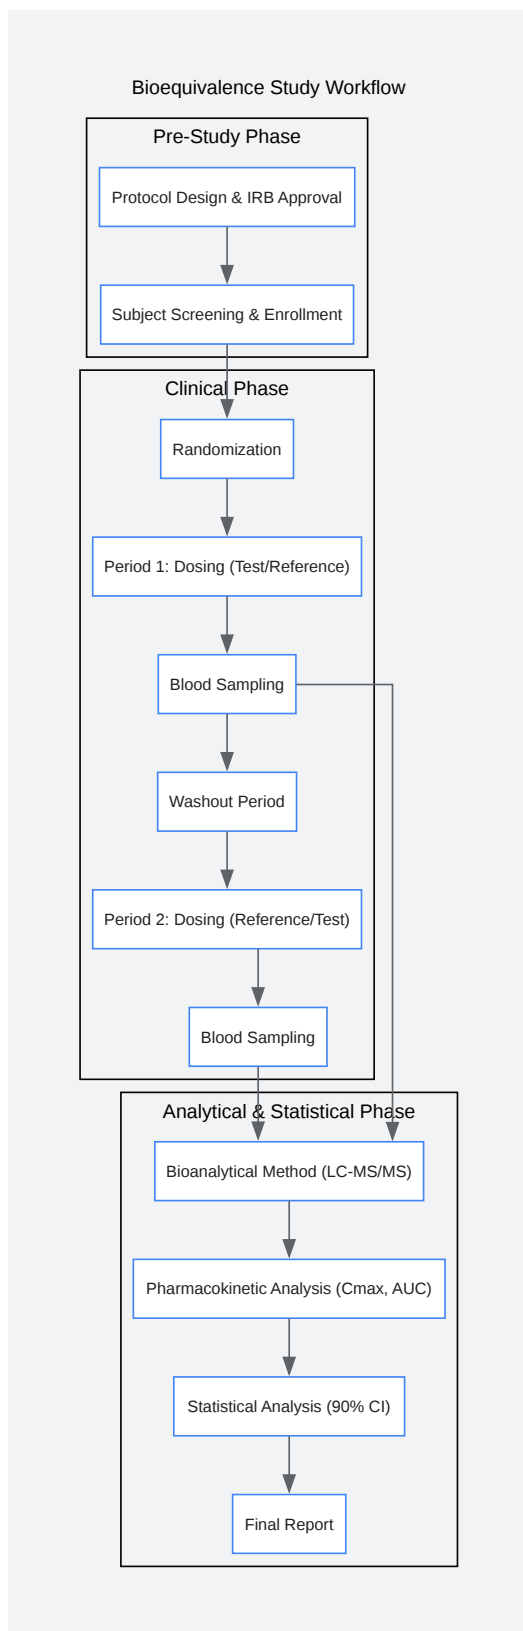 Bioequivalence Study Workflow
Pre-Study Phase
Protocol Design & IRB Approval
Subject Screening & Enrollment
Clinical Phase
Randomization
Period 1: Dosing (Test/Reference)
Blood Sampling
Washout Period
Period 2: Dosing (Reference/Test)
Blood Sampling
Analytical & Statistical Phase
Bioanalytical Method (LC-MS/MS)
Pharmacokinetic Analysis (Cmax, AUC)
Statistical Analysis (90% CI)
Final Report